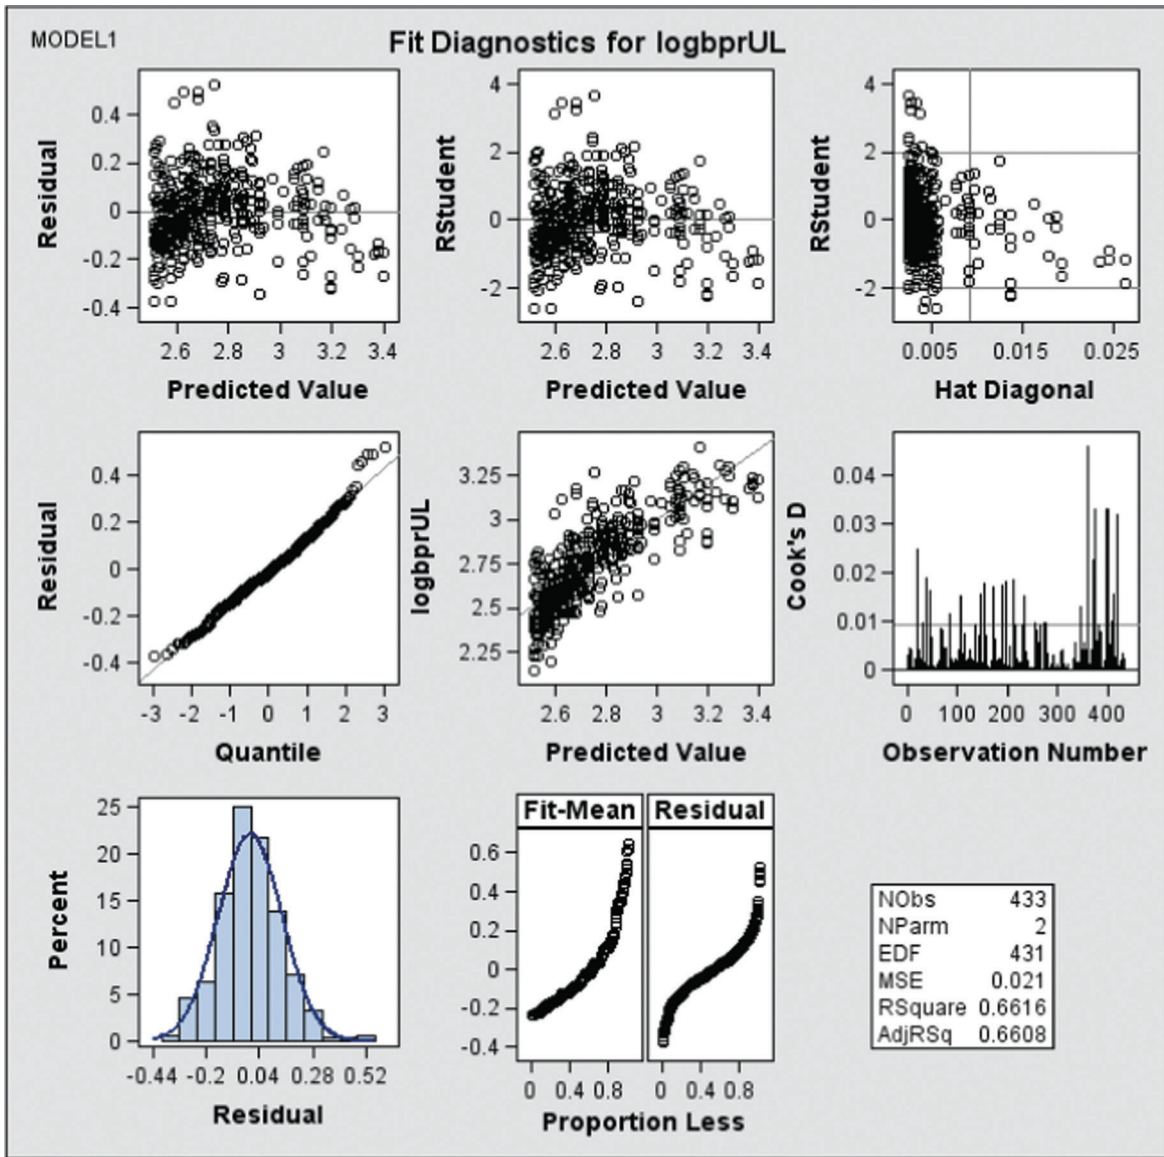 MODEL1
Fit Diagnostics for logbprUL
Residual
0.4
0.2
0
-0.2
-0.4
2.6 2.8 3 3.2 3.4
Predicted Value
RStudent
4
2
0
-2
2.6 2.8 3 3.2 3.4
Predicted Value
RStudent
4
2
0
-2
0.005 0.015 0.025
Hat Diagonal
Residual
0.4
0.2
0
-0.2
-0.4
-3 -2 -1 0 1 2 3
Quantile
logbprUL
3.25
3
2.75
2.5
2.25
2.6 2.8 3 3.2 3.4
Predicted Value
Cook's D
0.04
0.03
0.02
0.01
0
0 100 200 300 400
Observation Number
Percent
25
20
15
10
5
0
-0.44 -0.2 0.04 0.28 0.52
Residual
Fit-Mean Residual
0.6
0.4
0.2
0
-0.2
-0.4
0 0.4 0.8 0 0.4 0.8
Proportion Less
NObs 433
NParm 2
EDF 431
MSE 0.021
RSquare 0.6616
AdjRSq 0.6608